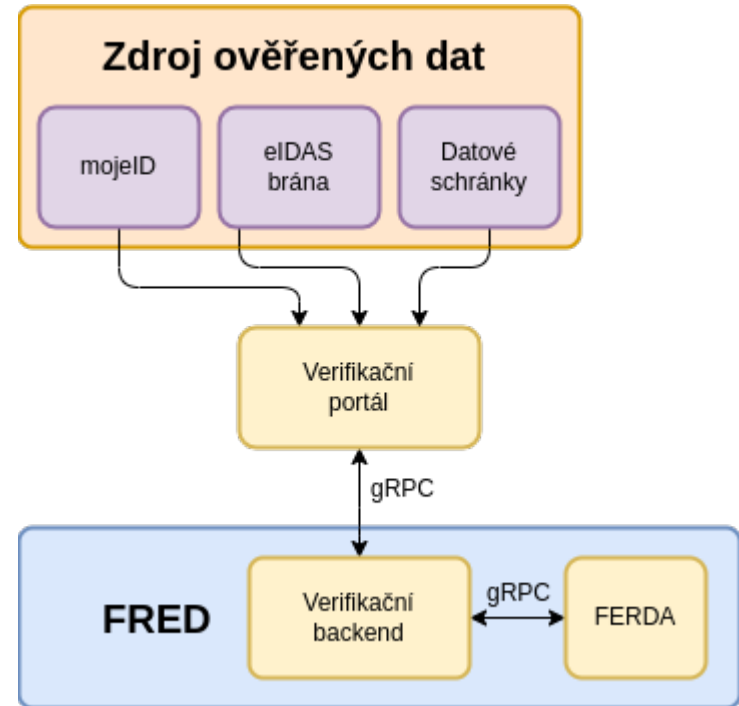 Zdroj ověřených dat
mojeID
eIDAS
brána
Datové
schránky
Verifikační
portál
gRPC
FRED
Verifikační
backend
gRPC
FERDA